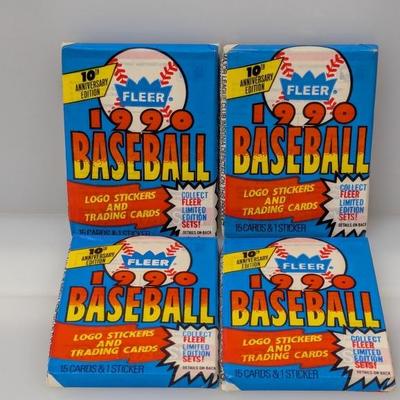 10th
ANNIVERSARY
EDITION
FLEER®
1990
BASEBALL
LOGO STICKERS
AND
TRADING CARDS
COLLECT
FLEER
LIMITED
EDITION
SETS!
DETAILS ON BACK
15 CARDS & 1 STICKER
10th
ANNIVERSARY
EDITION
FLEER®
1990
BASEBALL
LOGO STICKERS
AND
TRADING CARDS
COLLECT
FLEER
LIMITED
EDITION
SETS!
DETAILS ON BACK
15 CARDS & 1 STICKER
10th
ANNIVERSARY
EDITION
FLEER
1990
BASEBALL
LOGO STICKERS
AND
TRADING CARDS
COLLECT
FLEER
LIMITED
EDITION
SETS!
DETAILS ON BACK
15 CARDS & 1 STICKER
10th
ANNIVERSARY
EDITION
FLEER
1990
BASEBALL
LOGO STICKERS
AND
TRADING CARDS
COLLECT
FLEER
LIMITED
EDITION
SETS!
DETAILS ON BACK
15 CARDS & 1 STICKER